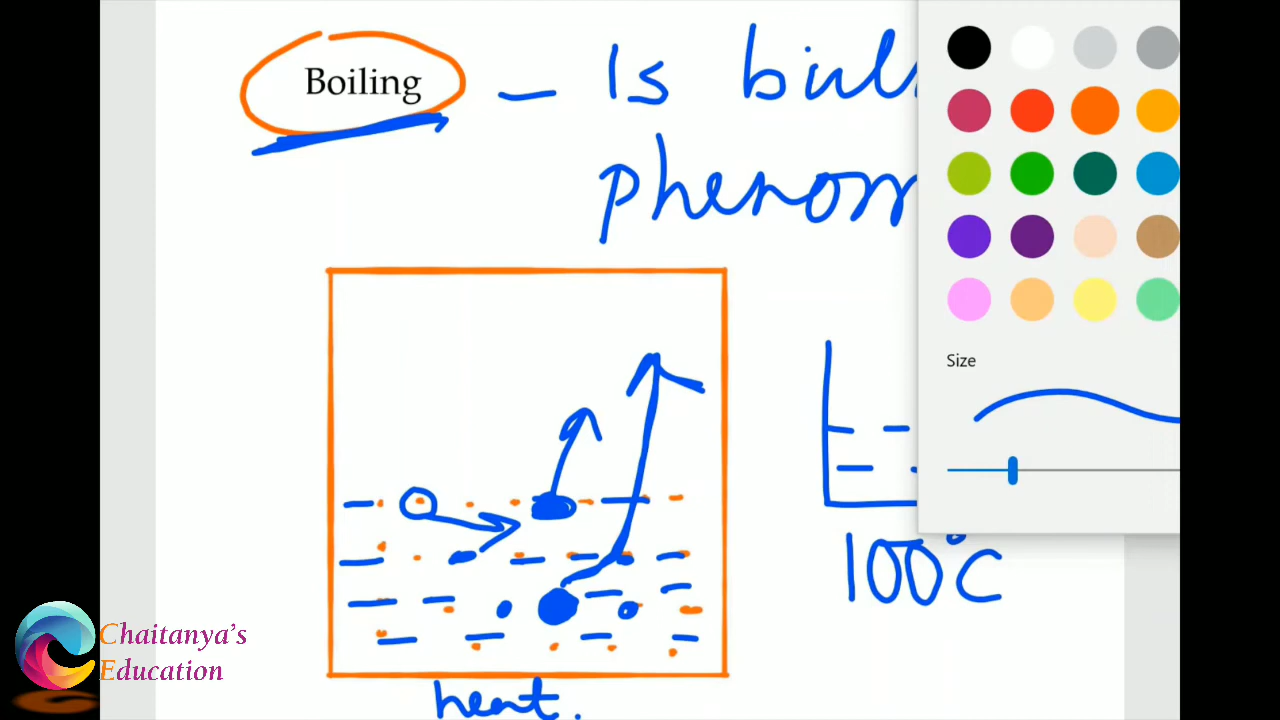 Boiling – Is bul
phenom
Size
100°C
Chaitanya's
Education
heat.